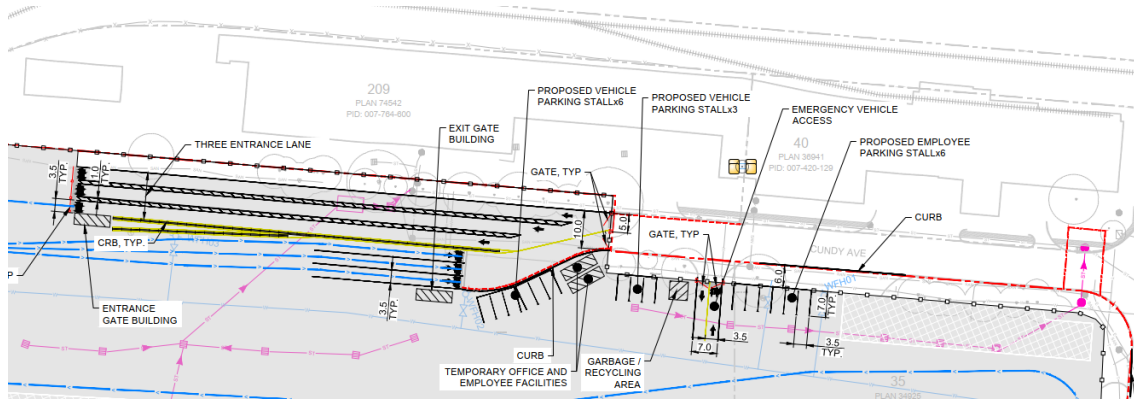 209
PLAN 74542
PID: 007-764-600
PROPOSED VEHICLE
PARKING STALLx6
PROPOSED VEHICLE
PARKING STALLx3
EMERGENCY VEHICLE
ACCESS
EXIT GATE
BUILDING
THREE ENTRANCE LANE
40
PLAN 36941
PID: 007-420-129
PROPOSED EMPLOYEE
PARKING STALLx6
GATE, TYP
3.5
TYP.
1.0
TYP.
10.0
5.0
CURB
GATE, TYP
CUNDY AVE
CRB, TYP.
P
6.0
WFH01
7.0
TYP.
3.5
TYP.
ENTRANCE
GATE BUILDING
CURB
TEMPORARY OFFICE AND
EMPLOYEE FACILITIES
GARBAGE /
RECYCLING
AREA
7.0
3.5
3.5
TYP.
35
PLAN 34825